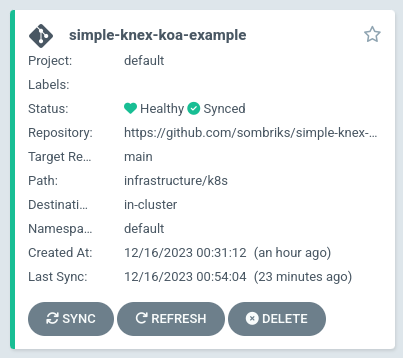 simple-knex-koa-example
Project: default
Labels:
Status: Healthy Synced
Repository: https://github.com/sombriks/simple-knex-...
Target Re... main
Path: infrastructure/k8s
Destinati... in-cluster
Namespa... default
Created At: 12/16/2023 00:31:12 (an hour ago)
Last Sync: 12/16/2023 00:54:04 (23 minutes ago)
SYNC REFRESH DELETE